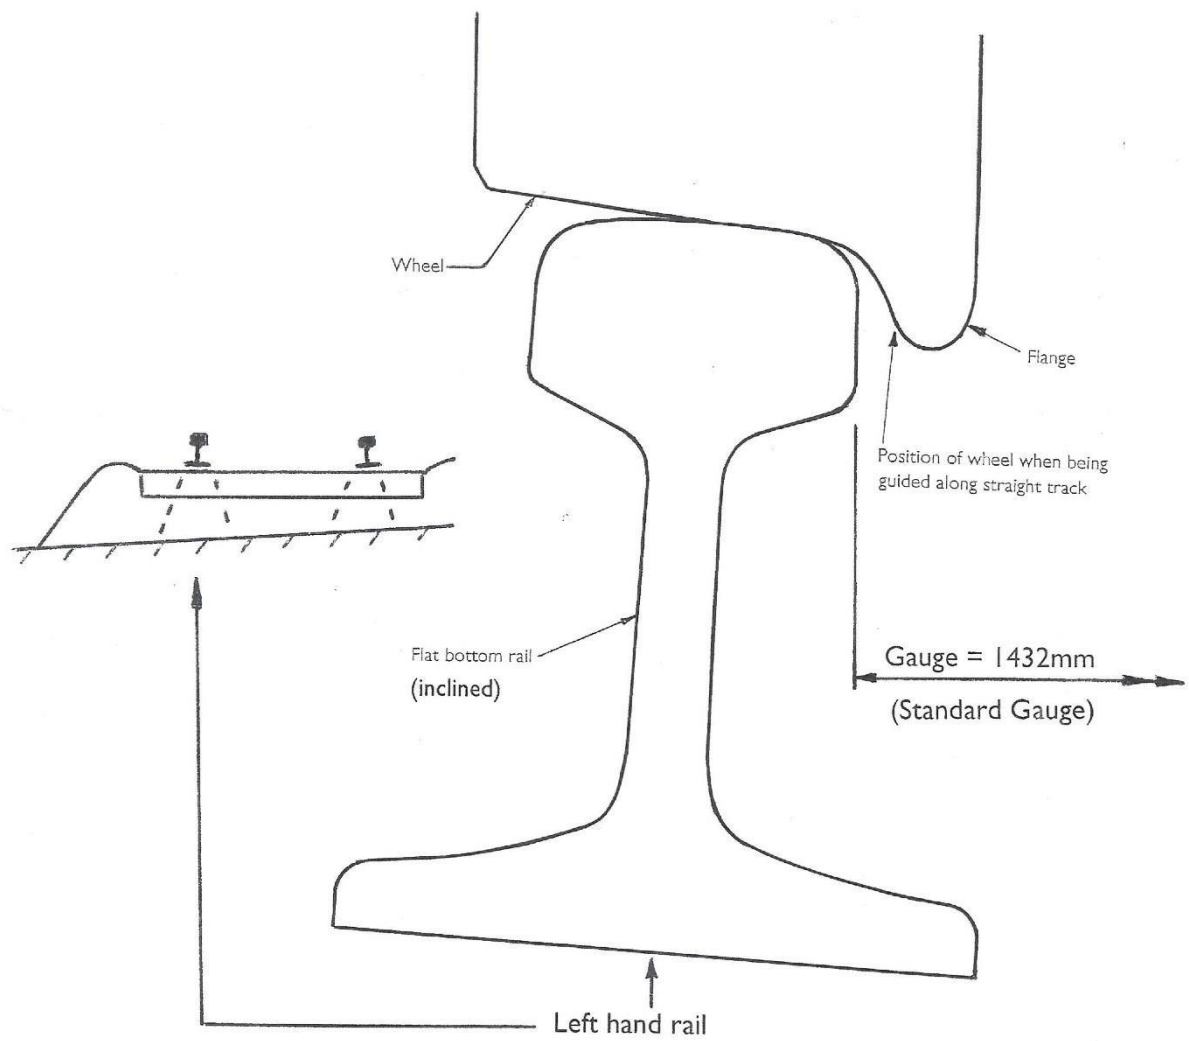 Wheel
Flange
Position of wheel when being
guided along straight track
Flat bottom rail
(inclined)
Gauge = 1432mm
(Standard Gauge)
Left hand rail